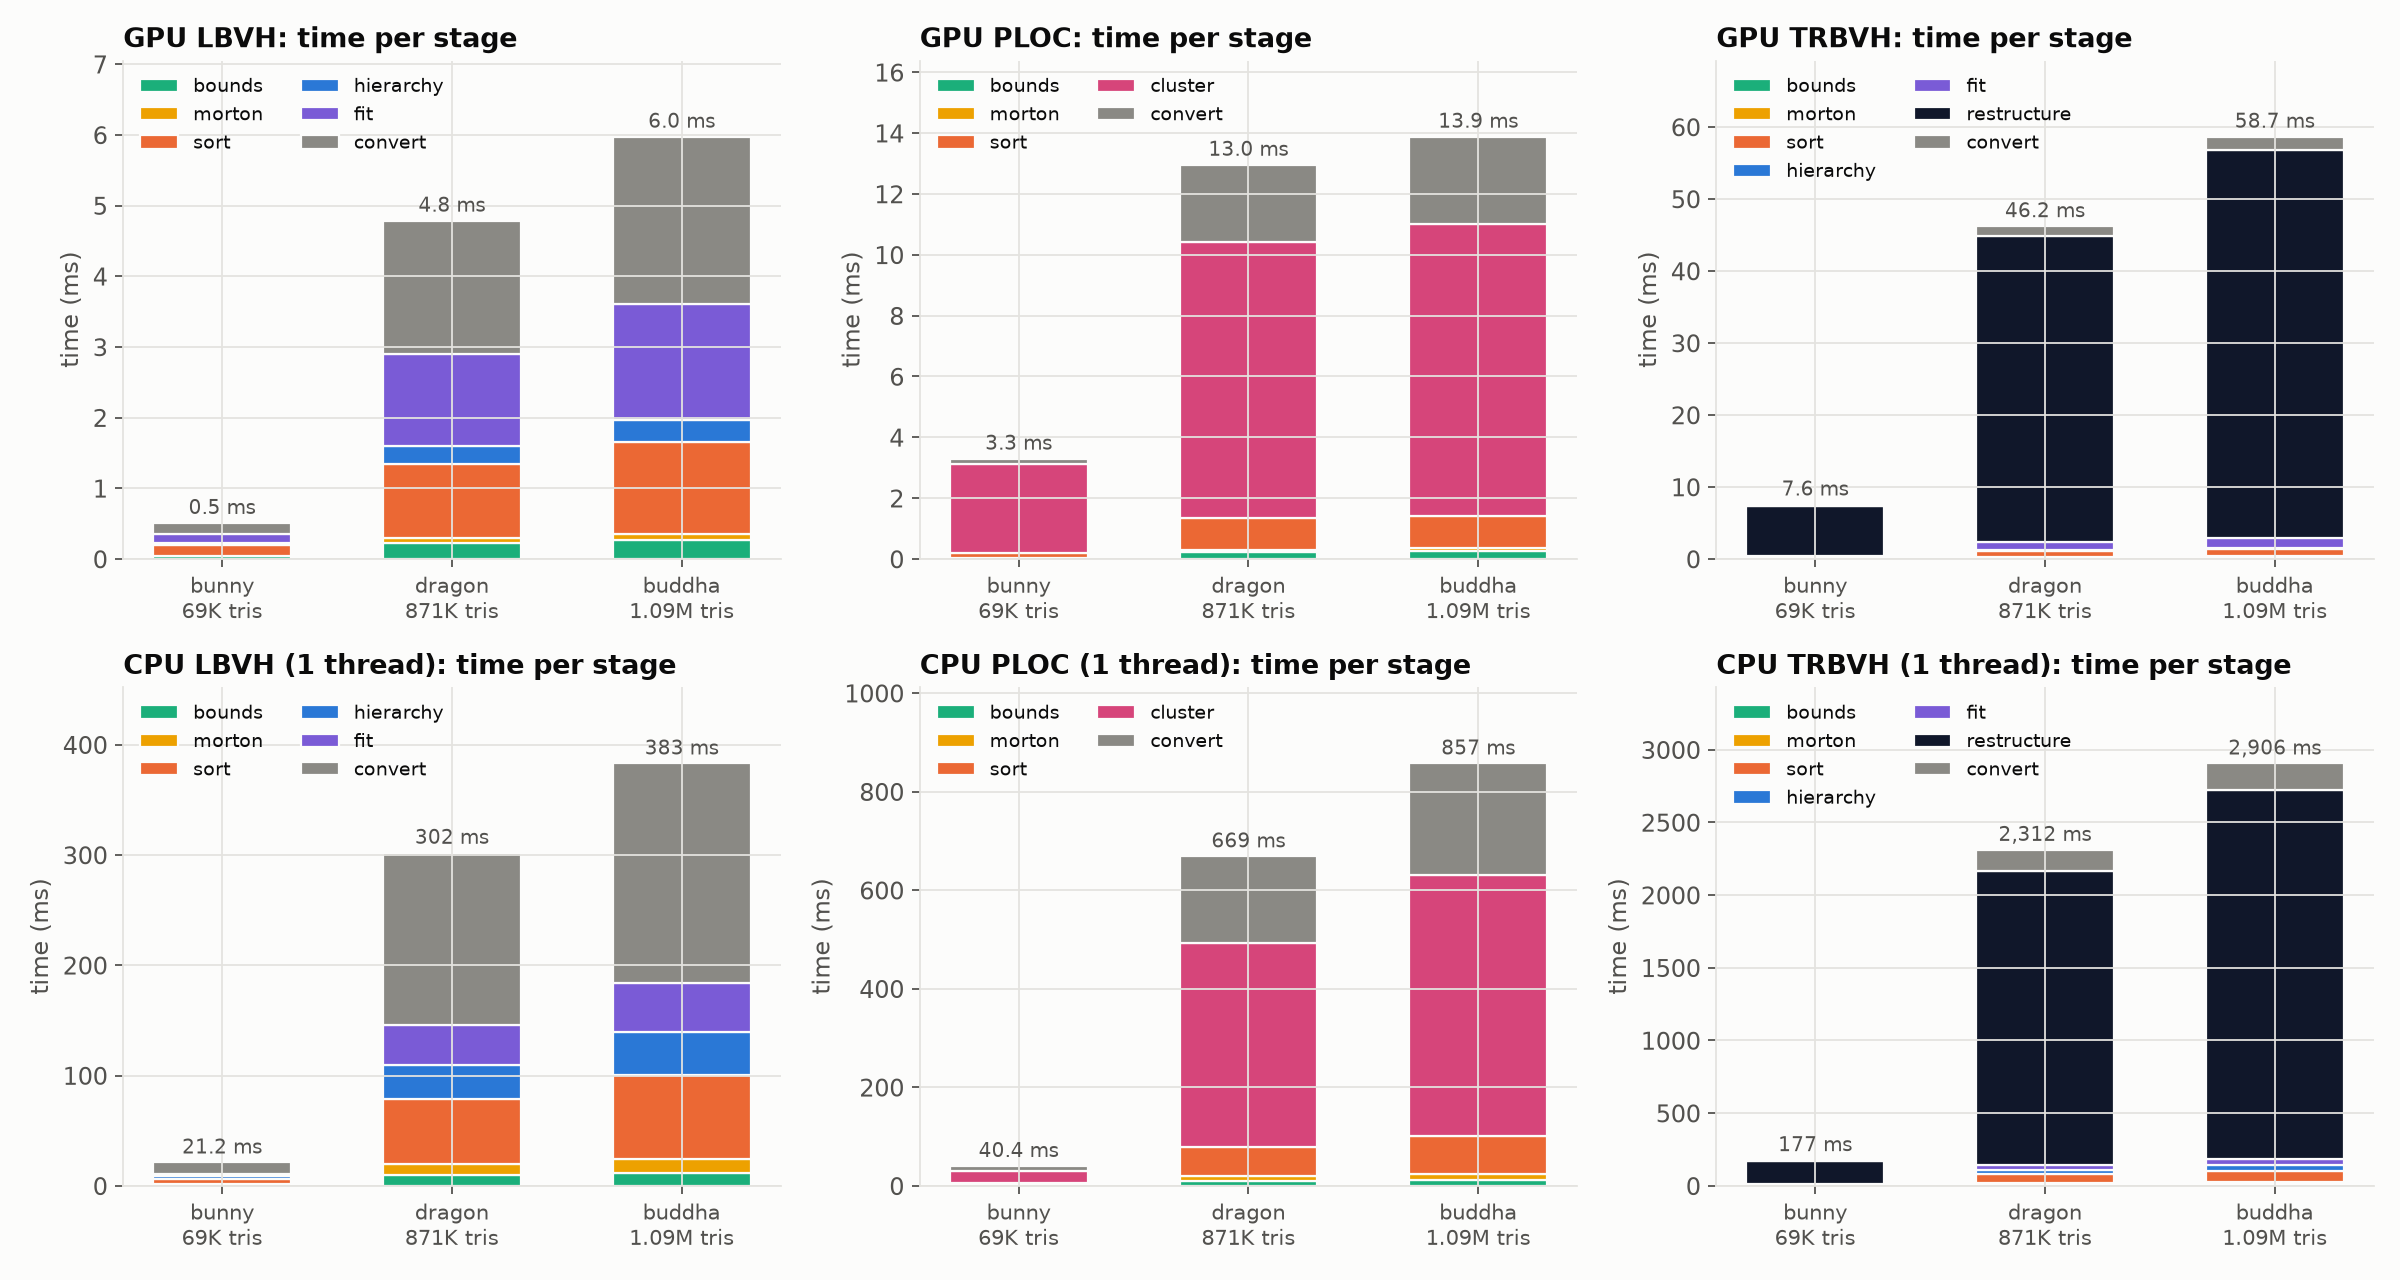 GPU LBVH: time per stage
time (ms)
7
6
5
4
3
2
1
0
bounds
morton
sort
hierarchy
fit
convert
0.5 ms
4.8 ms
6.0 ms
bunny
69K tris
dragon
871K tris
buddha
1.09M tris
GPU PLOC: time per stage
time (ms)
16
14
12
10
8
6
4
2
0
bounds
morton
sort
cluster
convert
3.3 ms
13.0 ms
13.9 ms
bunny
69K tris
dragon
871K tris
buddha
1.09M tris
GPU TRBVH: time per stage
time (ms)
60
50
40
30
20
10
0
bounds
morton
sort
hierarchy
fit
restructure
convert
7.6 ms
46.2 ms
58.7 ms
bunny
69K tris
dragon
871K tris
buddha
1.09M tris
CPU LBVH (1 thread): time per stage
time (ms)
400
300
200
100
0
bounds
morton
sort
hierarchy
fit
convert
21.2 ms
302 ms
383 ms
bunny
69K tris
dragon
871K tris
buddha
1.09M tris
CPU PLOC (1 thread): time per stage
time (ms)
1000
800
600
400
200
0
bounds
morton
sort
cluster
convert
40.4 ms
669 ms
857 ms
bunny
69K tris
dragon
871K tris
buddha
1.09M tris
CPU TRBVH (1 thread): time per stage
time (ms)
3000
2500
2000
1500
1000
500
0
bounds
morton
sort
hierarchy
fit
restructure
convert
177 ms
2,312 ms
2,906 ms
bunny
69K tris
dragon
871K tris
buddha
1.09M tris